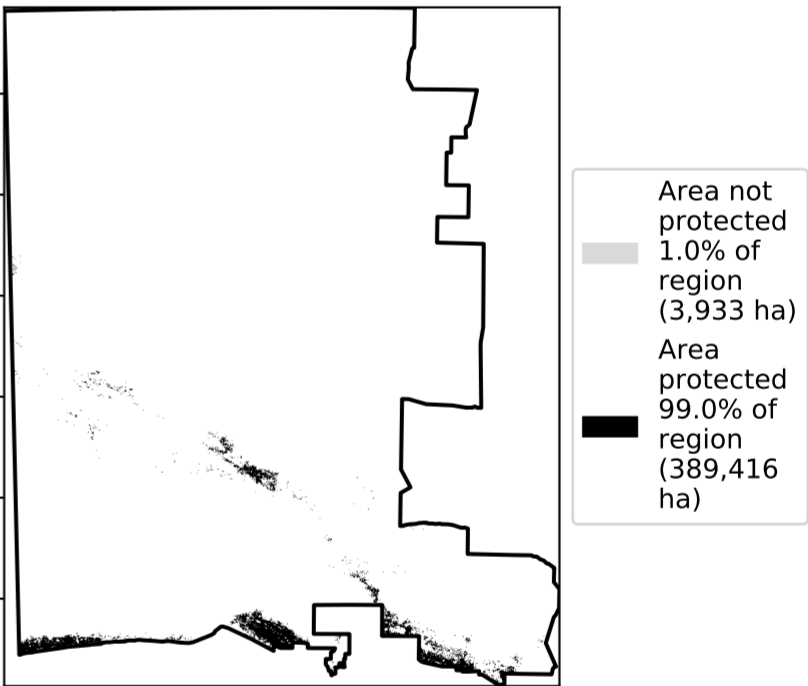 Area not
protected
1.0% of
region
(3,933 ha)
Area
protected
99.0% of
region
(389,416
ha)